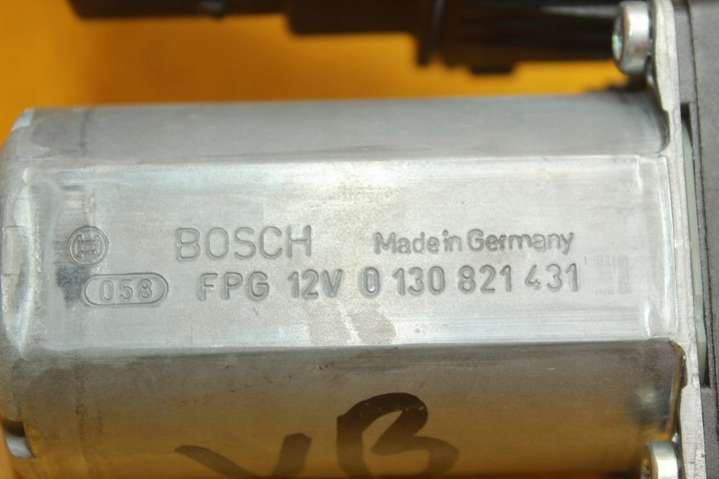 BOSCH Made in Germany
058 FPG 12V 0 130 821 431
VB